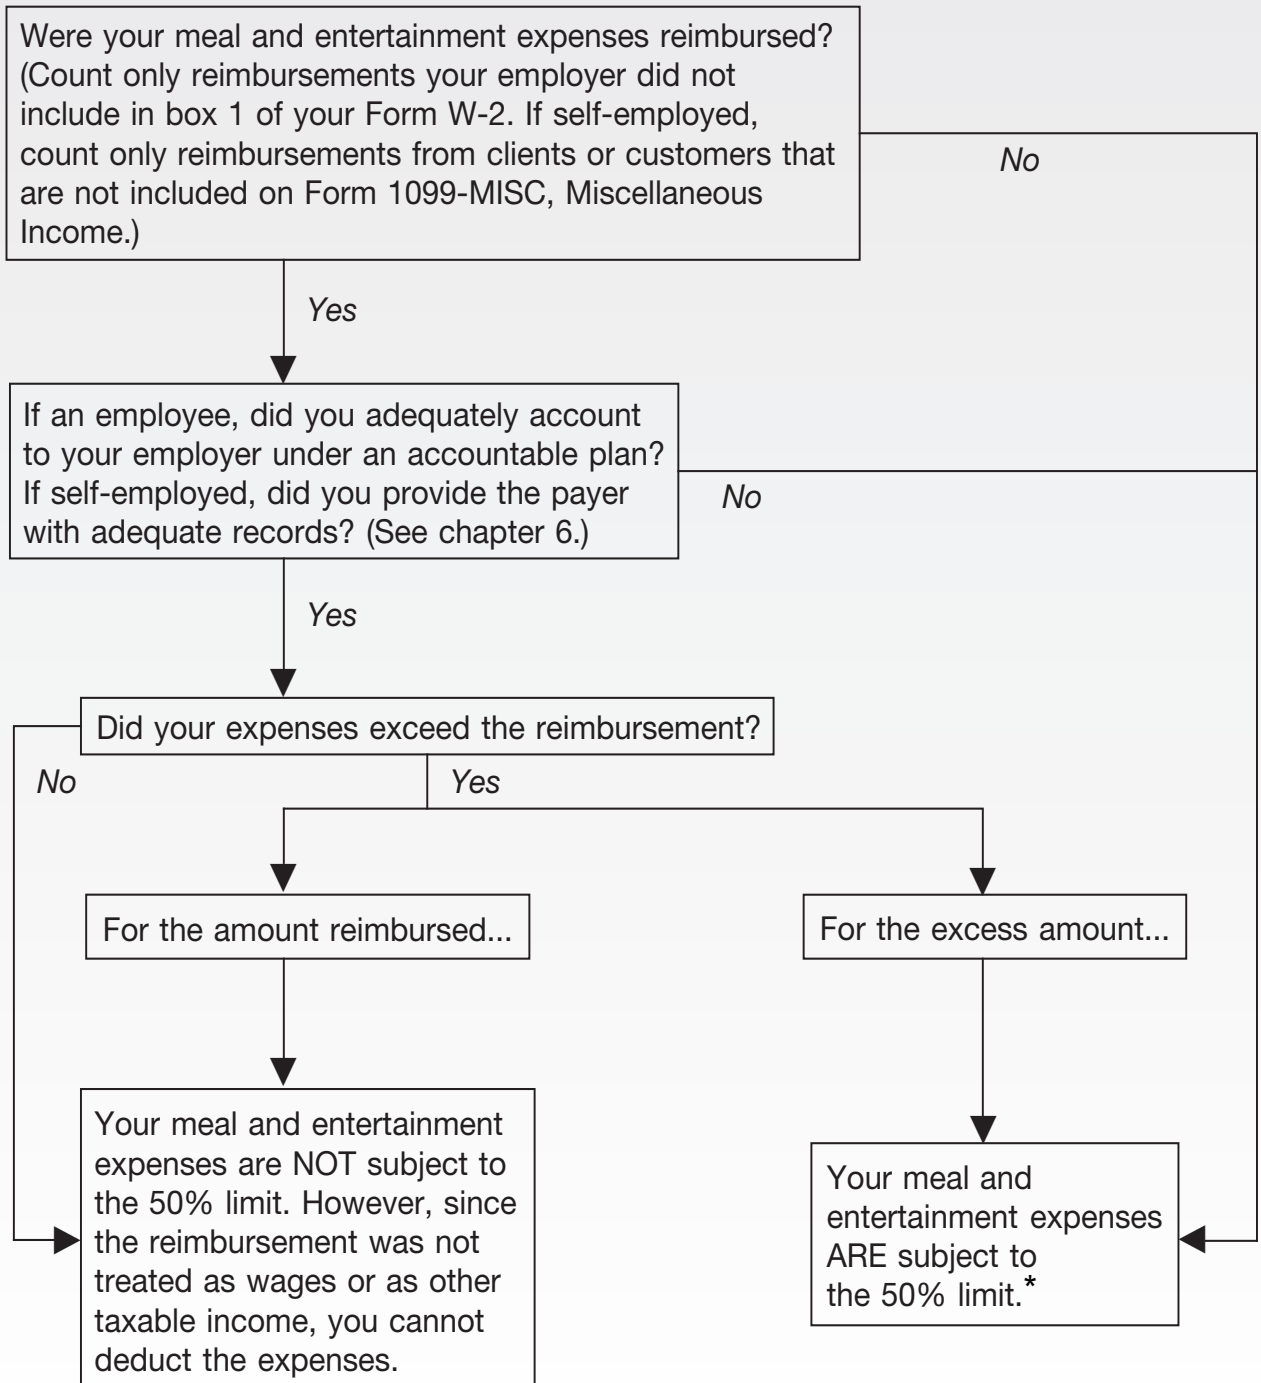 Were your meal and entertainment expenses reimbursed?
(Count only reimbursements your employer did not
include in box 1 of your Form W-2. If self-employed,
count only reimbursements from clients or customers that
are not included on Form 1099-MISC, Miscellaneous
Income.)
No
Yes
If an employee, did you adequately account
to your employer under an accountable plan?
If self-employed, did you provide the payer
with adequate records? (See chapter 6.)
No
Yes
Did your expenses exceed the reimbursement?
No
Yes
For the amount reimbursed...
For the excess amount...
Your meal and entertainment
expenses are NOT subject to
the 50% limit. However, since
the reimbursement was not
treated as wages or as other
taxable income, you cannot
deduct the expenses.
Your meal and
entertainment expenses
ARE subject to
the 50% limit.*